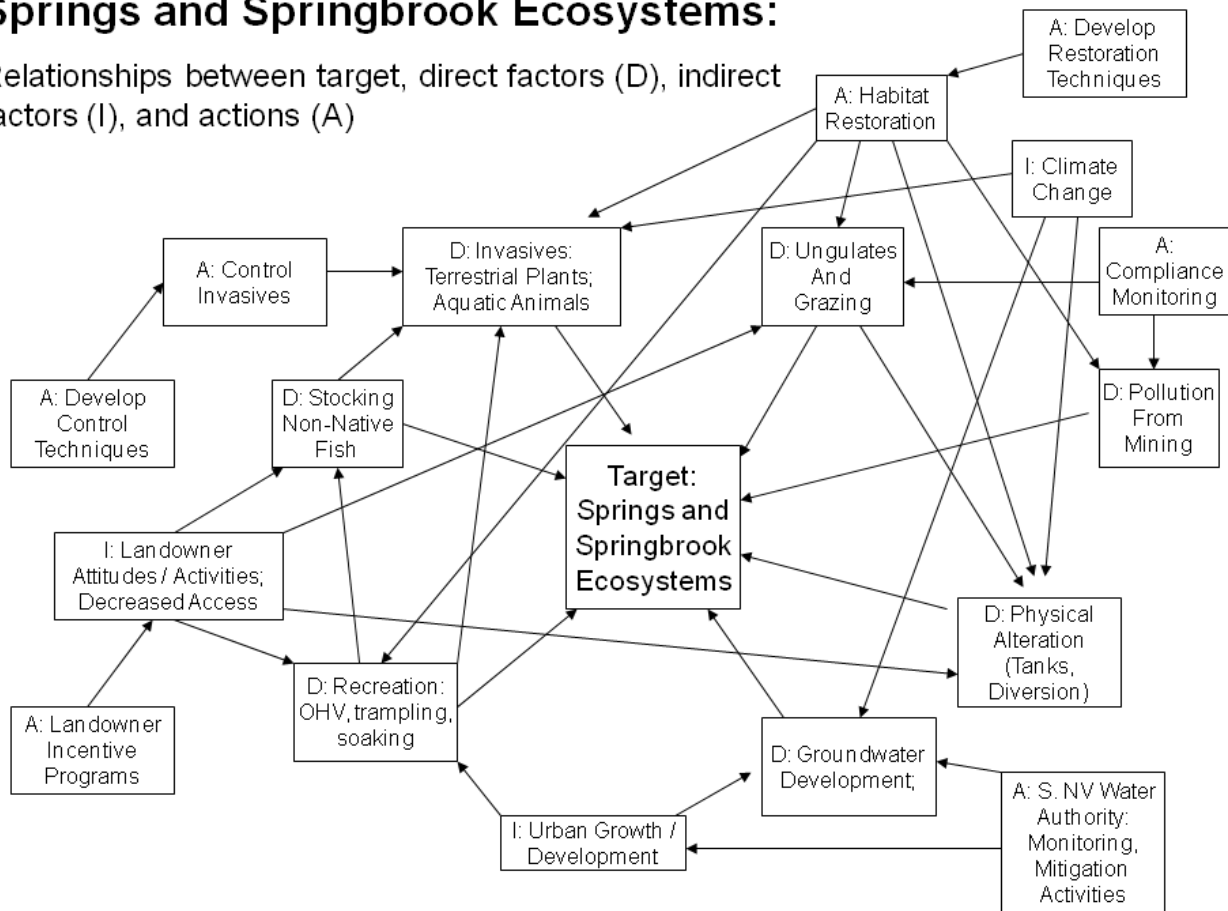 Springs and Springbrook Ecosystems:
Relationships between target, direct factors (D), indirect
factors (I), and actions (A)
A: Develop
Restoration
Techniques
A: Habitat
Restoration
I: Climate
Change
A: Control
Invasives
D: Invasives:
Terrestrial Plants;
Aquatic Animals
D: Ungulates
And
Grazing
A:
Compliance
Monitoring
A: Develop
Control
Techniques
D: Stocking
Non-Native
Fish
D: Pollution
From
Mining
Target:
Springs and
Springbrook
Ecosystems
I: Landowner
Attitudes / Activities;
Decreased Access
D: Physical
Alteration
(Tanks,
Diversion)
D: Recreation:
OHV, trampling,
soaking
A: Landowner
Incentive
Programs
D: Groundwater
Development;
I: Urban Growth /
Development
A: S. NV Water
Authority:
Monitoring,
Mitigation
Activities